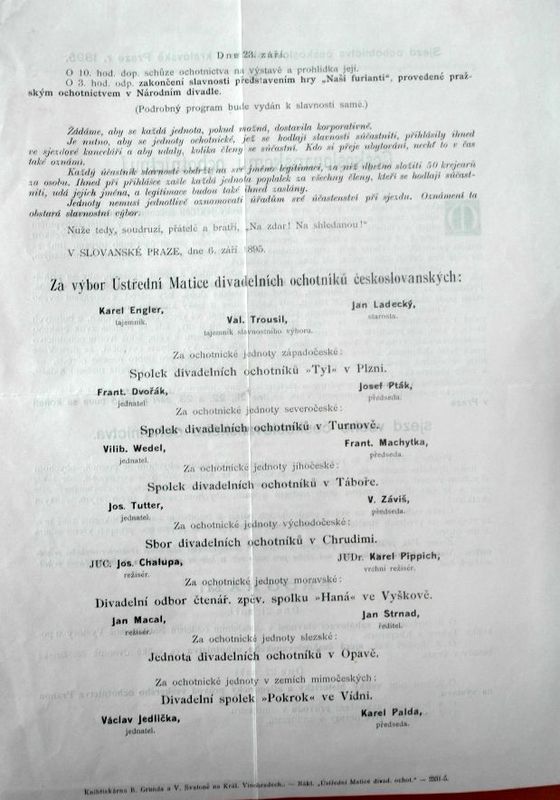 Dne 23. září.
O 10. hod. dop. schůze ochotnictva na výstavě a prohlídka její.
O 3. hod. odp. zakončení slavnosti představením hry „Naši furianti“, provedené praž-
ským ochotnictvem v Národním divadle.
(Podrobný program bude vydán k slavnosti samé.)
Žádáme, aby se každá jednota, pokud možná, dostavila korporativně.
Je nutno, aby se jednoty ochotnické, jež se hodlají slavnosti súčastniti, přihlásily ihned
ve sjezdové kanceláři a aby udaly, kolik členů se súčastní. Kdo si přeje ubytování, nechť to v čas
také oznámí.
Každý účastník slavnosti obdrží na své jméno legitimaci, za niž dlužno složiti 50 krejcarů
za osobu. Ihned při přihlášce zašle každá jednota poplatek za všechny členy, kteří se hodlají súčast-
niti, udá jejich jména, a legitimace budou také ihned zaslány.
Jednoty nemusí jednotlivě oznamovati úřadům své účastenství při sjezdu. Oznámení to
obstará slavnostní výbor.
Nuže tedy, soudruzi, přátelé a bratří, „Na zdar! Na shledanou!“
V SLOVANSKÉ PRAZE, dne 6. září 1895.
Za výbor Ústřední Matice divadelních ochotníků českoslovanských:
Karel Engler,
tajemník.
Val. Trousil,
tajemník slavnostního výboru.
Jan Ladecký,
starosta.
Za ochotnické jednoty západočeské:
Spolek divadelních ochotníků »Tyl« v Plzni.
Frant. Dvořák,
jednatel.
Josef Pták,
předseda.
Za ochotnické jednoty severočeské:
Spolek divadelních ochotníků v Turnově.
Vilib. Wedel,
jednatel.
Frant. Machytka,
předseda.
Za ochotnické jednoty jihočeské:
Spolek divadelních ochotníků v Táboře.
Jos. Tutter,
jednatel.
V. Záviš,
předseda.
Za ochotnické jednoty východočeské:
Sbor divadelních ochotníků v Chrudimi.
JUC. Jos. Chalupa,
režisér.
JUDr. Karel Pippich,
vrchní režisér.
Za ochotnické jednoty moravské:
Divadelní odbor čtenář. zpěv. spolku »Haná« ve Vyškově.
Jan Macal,
režisér.
Jan Strnad,
ředitel.
Za ochotnické jednoty slezské:
Jednota divadelních ochotníků v Opavě.
Za ochotnické jednoty v zemích mimočeských:
Divadelní spolek »Pokrok« ve Vídni.
Václav Jedlička,
jednatel.
Karel Palda,
předseda.
Knihtiskárna B. Grunda a V. Svatoně na Král. Vinohradech. — Nákl. „Ústřední Matice divad. ochot.“ —